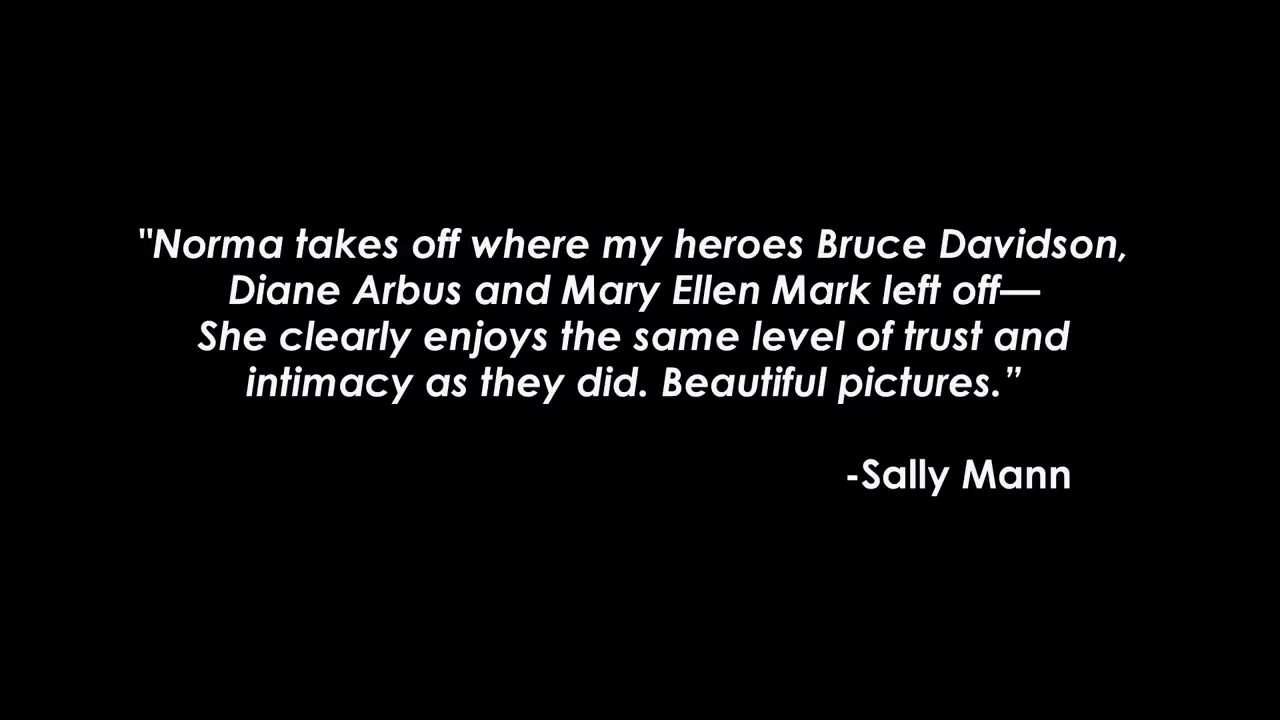 "Norma takes off where my heroes Bruce Davidson,
Diane Arbus and Mary Ellen Mark left off—
She clearly enjoys the same level of trust and
intimacy as they did. Beautiful pictures.”
-Sally Mann